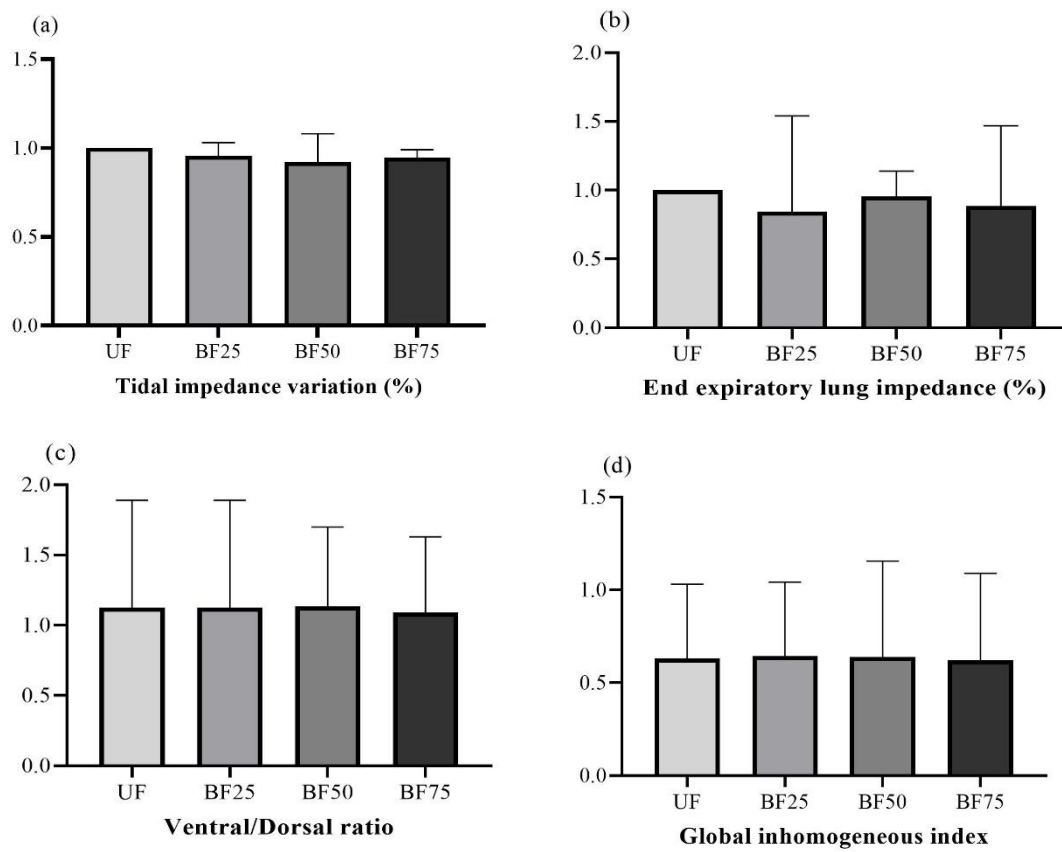 (a)
1.5
1.0
0.5
0.0
UF BF25 BF50 BF75
Tidal impedance variation (%)
(b)
2.0
1.5
1.0
0.5
0.0
UF BF25 BF50 BF75
End expiratory lung impedance (%)
(c)
2.0
1.5
1.0
0.5
0.0
UF BF25 BF50 BF75
Ventral/Dorsal ratio
(d)
1.5
1.0
0.5
0.0
UF BF25 BF50 BF75
Global inhomogeneous index